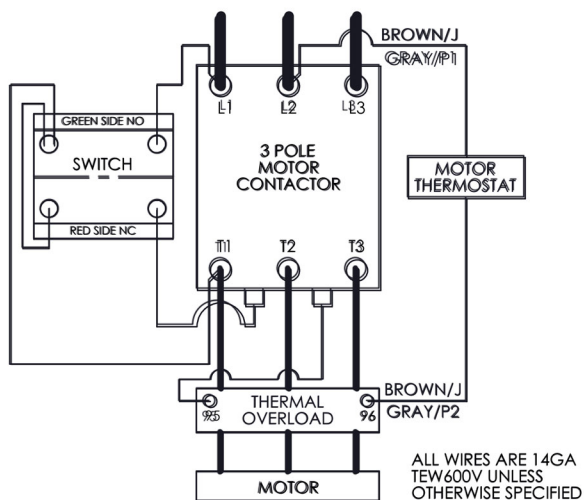 BROWN/J
GRAY/P1
L1
L2
L3
GREEN SIDE NO
SWITCH
3 POLE
MOTOR
CONTACTOR
MOTOR
THERMOSTAT
RED SIDE NC
T1
T2
T3
BROWN/J
GRAY/P2
THERMAL
OVERLOAD
95
96
MOTOR
ALL WIRES ARE 14GA
TEW600V UNLESS
OTHERWISE SPECIFIED